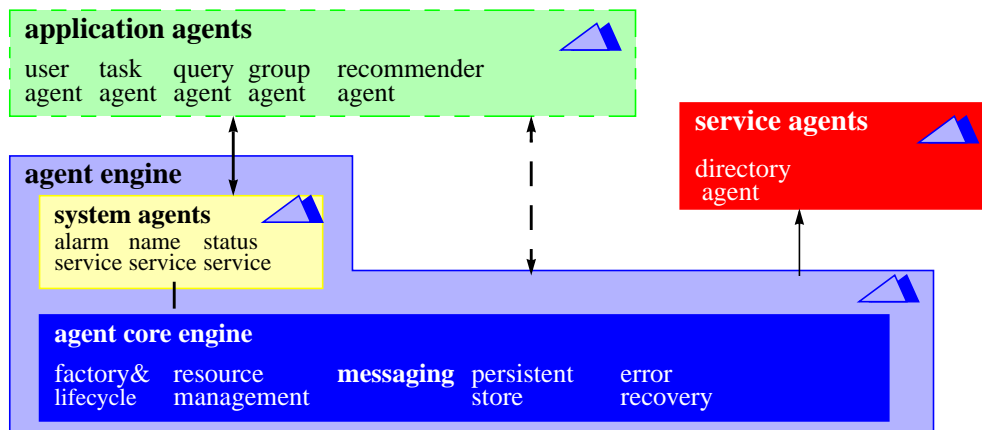 application agents
user task query group recommender
agent agent agent agent agent
service agents
directory
agent
agent engine
system agents
alarm name status
service service service
agent core engine
factory& resource messaging persistent error
lifecycle management store recovery